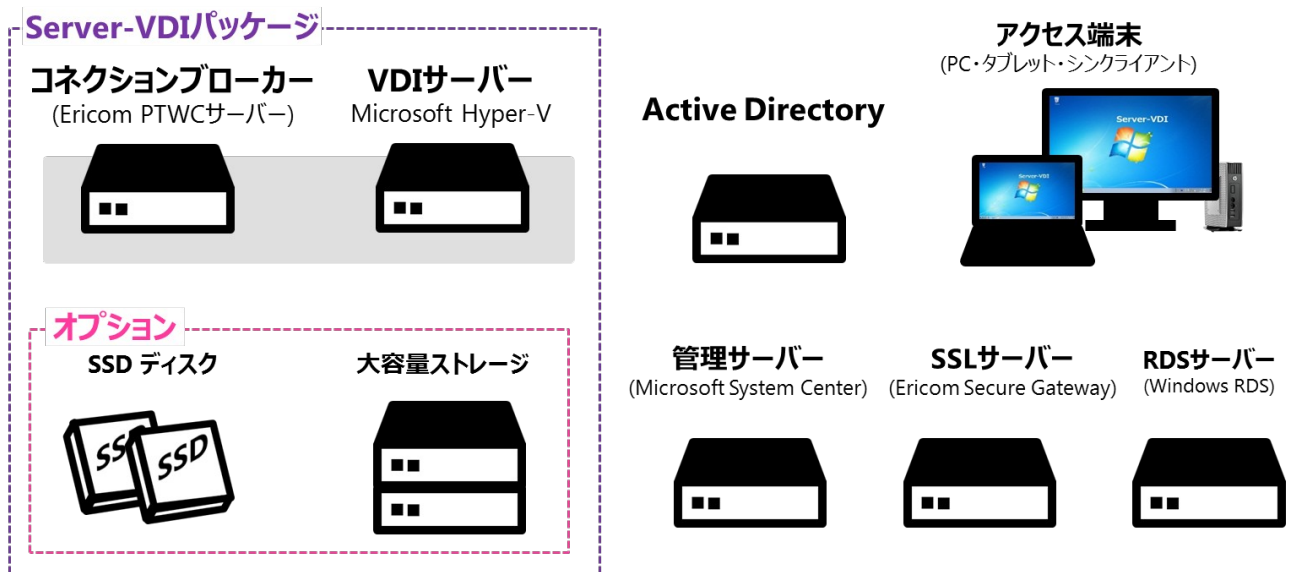 Server-VDIパッケージ
コネクションブローカー
(Ericom PTWCサーバー)
VDIサーバー
Microsoft Hyper-V
オプション
SSD ディスク
SSD
大容量ストレージ
Active Directory
アクセス端末
(PC・タブレット・シンクライアント)
Server-VDI
Server-VDI
管理サーバー
(Microsoft System Center)
SSLサーバー
(Ericom Secure Gateway)
RDSサーバー
(Windows RDS)